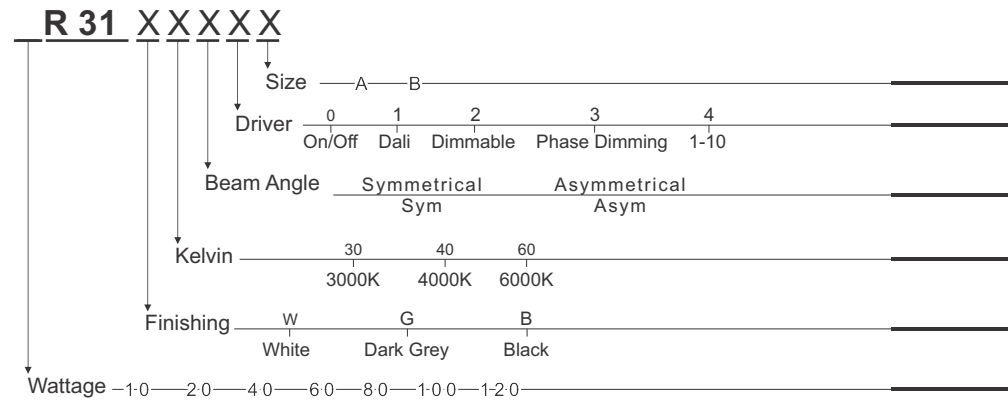 R 31 X X X X X
Size A B
Driver 0 1 2 3 4
On/Off Dali Dimmable Phase Dimming 1-10
Beam Angle Symmetrical Asymmetrical
Sym Asym
Kelvin 30 40 60
3000K 4000K 6000K
Finishing W G B
White Dark Grey Black
Wattage 10 20 40 60 80 100 120